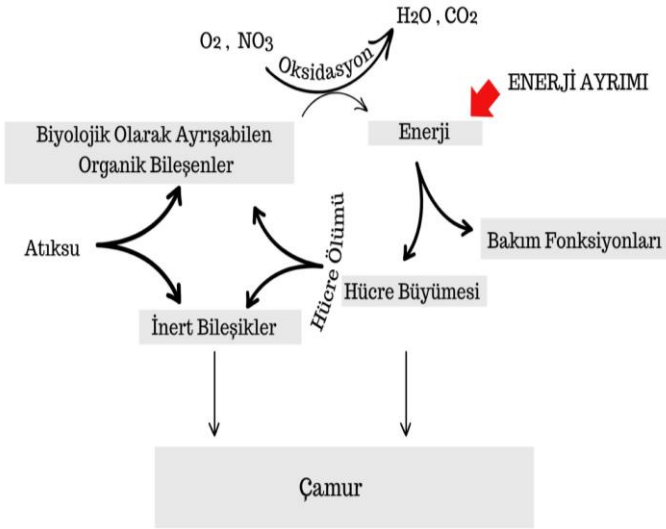 H2O , CO2
O2 , NO3
Oksidasyon
ENERJİ AYRIMI
Biyolojik Olarak Ayrışabilen
Organik Bileşenler
Enerji
Atıksu
Hücre Ölümü
Bakım Fonksiyonları
Hücre Büyümesi
İnert Bileşikler
Çamur